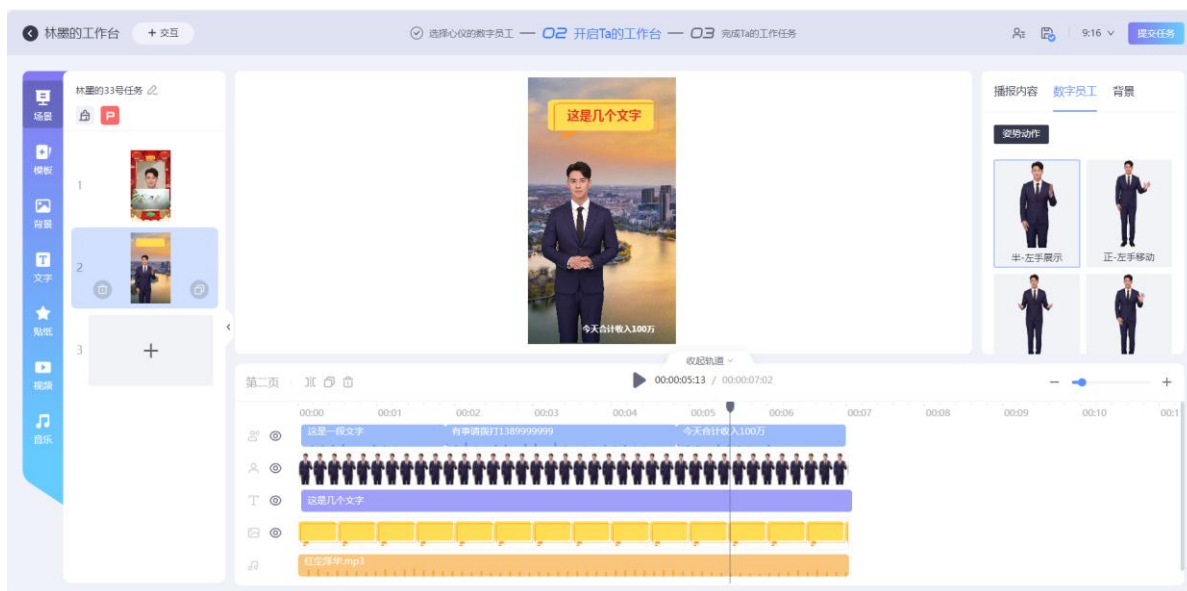 林墨的工作台 + 交互
选择心仪的数字员工 — 02 开启Ta的工作台 — 03 完成Ta的工作任务
9:16 提交任务
场景
模板
背景
文字
贴纸
视频
音乐
林墨的33号任务
1
2
3
这是几个文字
今天合计收入100万
播报内容 数字员工 背景
姿势动作
半-左手展示 正-左手移动
收起轨道
第二页 00:00:05:13 / 00:00:07:02
00:00 00:01 00:02 00:03 00:04 00:05 00:06 00:07 00:08 00:09 00:10 00:1
这是一段文字 有事请拨打1389999999 今天合计收入100万
这是几个文字
红尘浮华.mp3